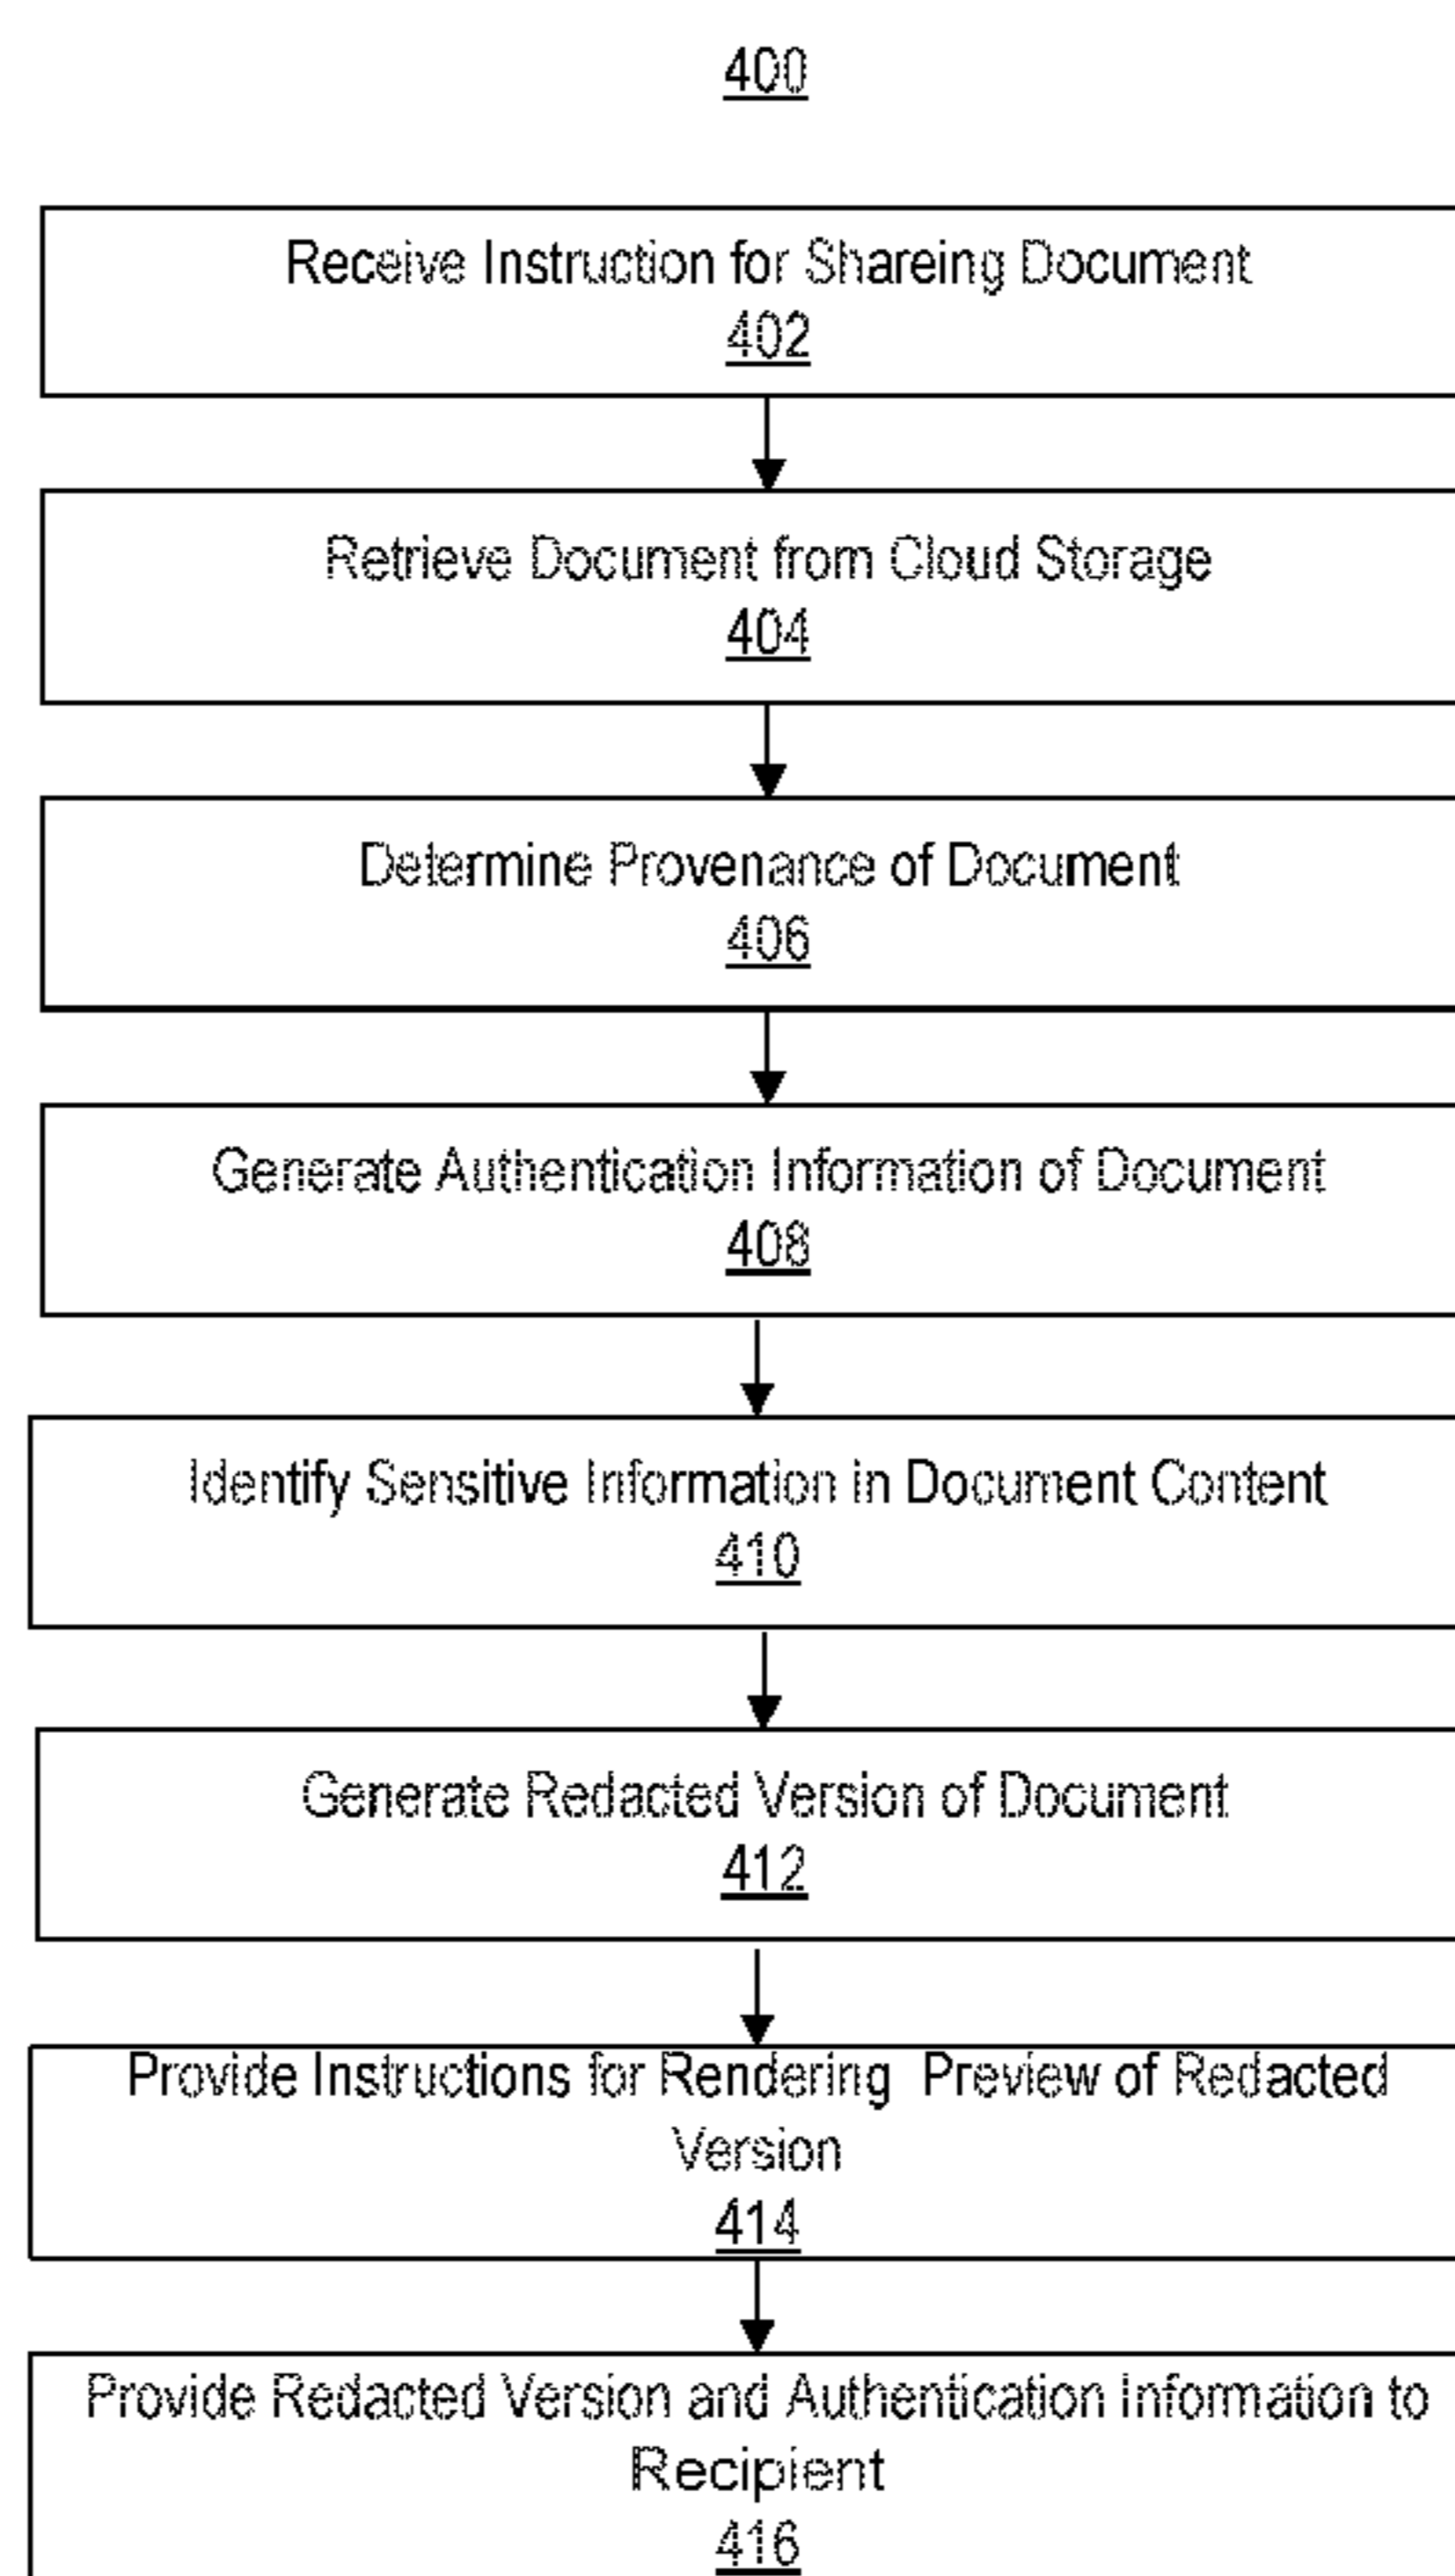 400
Receive Instruction for Shareing Document
402
Retrieve Document from Cloud Storage
404
Determine Provenance of Document
406
Generate Authentication Information of Document
408
Identify Sensitive Information in Document Content
410
Generate Redacted Version of Document
412
Provide Instructions for Rendering Preview of Redacted
Version
414
Provide Redacted Version and Authentication Information to
Recipient
416